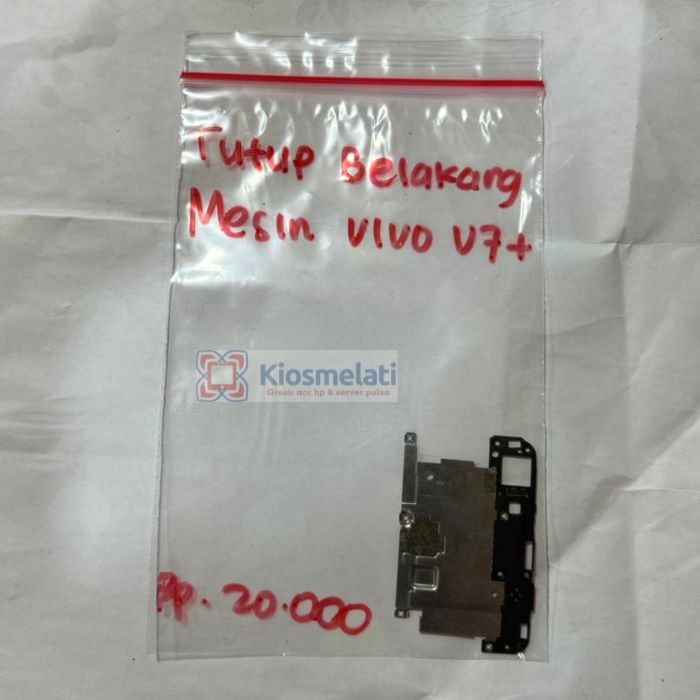 Tutup Belakang
Mesin VIVO V7+
Kiosmelati
Grosir acc hp & server pulsa
Rp. 20.000